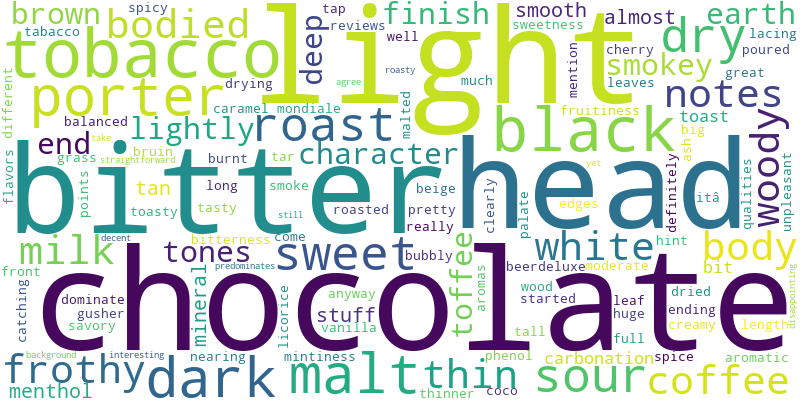 brown
spicy
tap
finish
smooth
almost
earth
tobacco
bodied
light
deep
reviews
sweetness
dry
lacing
tobacco
well
cherry
poured
much
mention
smokey
great
different
porter
drying
roasty
agree
leaves
notes
balanced
caramel
mondiale
malted
fruitiness
end
lightly
roast
black
toast
big
take
bruin
burnt
tar
character
ash
woody
flavors
grass
straightforward
bitter
head
yet
definitely
itâ
qualities
unpleasant
points
tan
long
smoke
beige
clearly
palate
edges
toasty
tasty
still
roasted
pretty
really
milk
tones
bitterness
come
sweet
bubbly
toffee
white
hint
body
front
decent
predominates
beerdeluxe
moderate
bit
catching
dominate
chocolate
aromas
wood
started
leaf
huge
dried
ending
creamy
length
disappointing
gusher
savory
mineral
licorice
anyway
stuff
vanilla
tall
full
background
interesting
nearing
mintiness
phenol
carbonation
spice
aromatic
frothy
dark
malt
thin
sour
coffee
menthol
thinner
coco